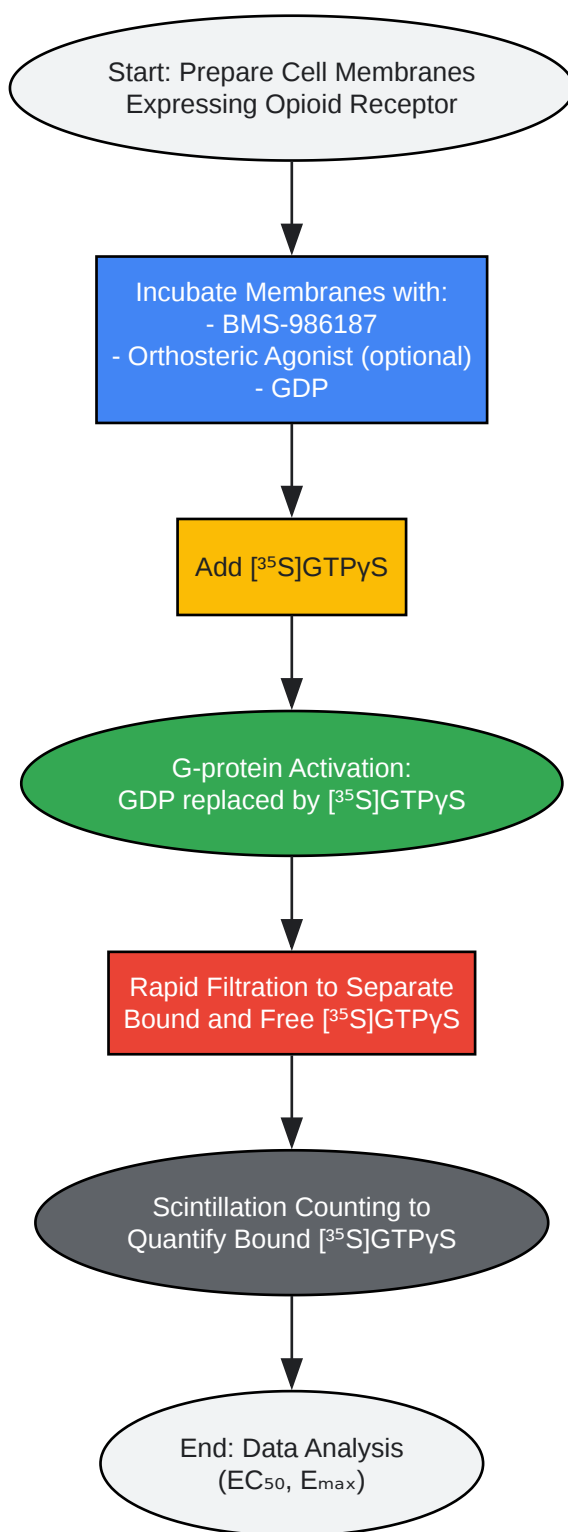 Start: Prepare Cell Membranes
Expressing Opioid Receptor
Incubate Membranes with:
- BMS-986187
- Orthosteric Agonist (optional)
- GDP
Add [³⁵S]GTPγS
G-protein Activation:
GDP replaced by [³⁵S]GTPγS
Rapid Filtration to Separate
Bound and Free [³⁵S]GTPγS
Scintillation Counting to
Quantify Bound [³⁵S]GTPγS
End: Data Analysis
(EC₅₀, Eₘₐₓ)